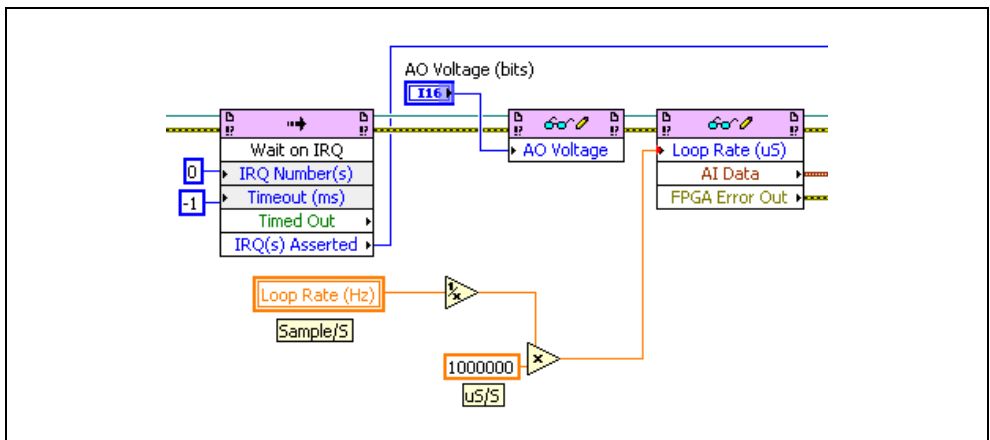 AO Voltage (bits)
I16
Wait on IRQ
AO Voltage
Loop Rate (uS)
0
IRQ Number(s)
AI Data
-1
Timeout (ms)
FPGA Error Out
Timed Out
IRQ(s) Asserted
Loop Rate (Hz)
1/x
Sample/S
x
1000000
uS/S